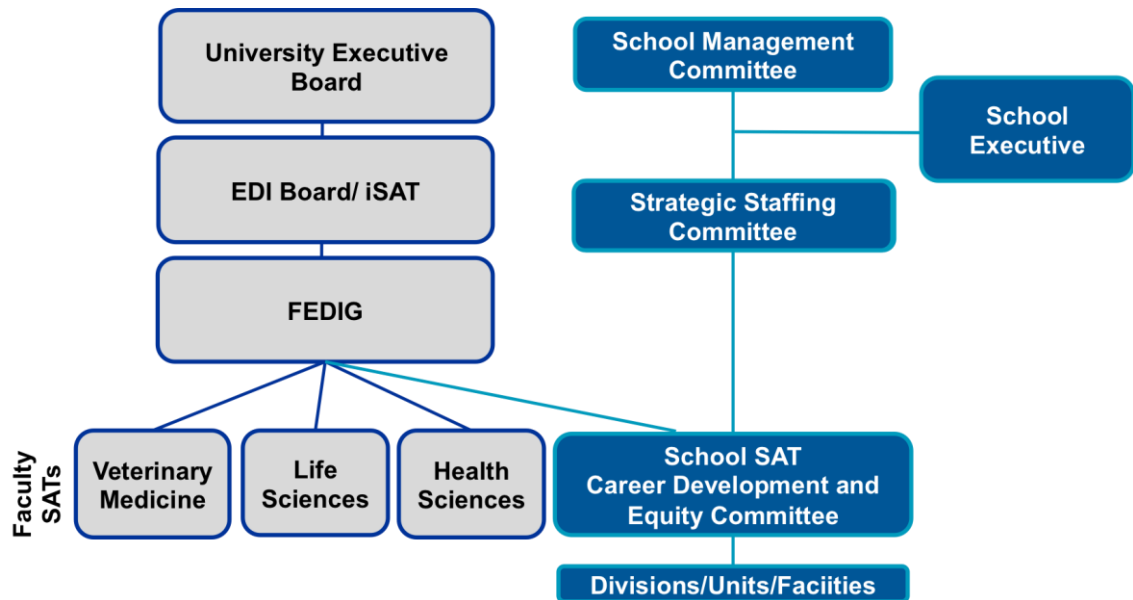 University Executive
Board
EDI Board/ iSAT
FEDIG
Faculty
SATs
Veterinary
Medicine
Life
Sciences
Health
Sciences
School Management
Committee
School
Executive
Strategic Staffing
Committee
School SAT
Career Development and
Equity Committee
Divisions/Units/Faciities